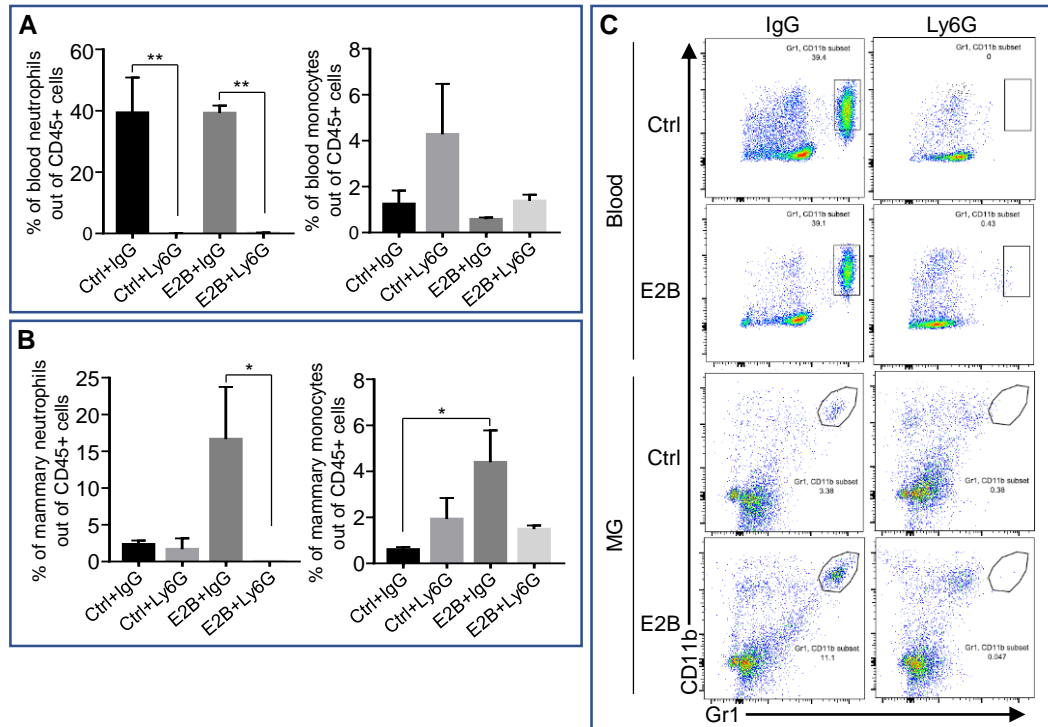 A
% of blood neutrophils
out of CD45+ cells
60
40
20
0
**
**
Ctrl+IgG
Ctrl+Ly6G
E2B+IgG
E2B+Ly6G
% of blood monocytes
out of CD45+ cells
8
6
4
2
0
Ctrl+IgG
Ctrl+Ly6G
E2B+IgG
E2B+Ly6G
B
% of mammary neutrophils
out of CD45+ cells
25
20
15
10
5
0
*
Ctrl+IgG
Ctrl+Ly6G
E2B+IgG
E2B+Ly6G
% of mammary monocytes
out of CD45+ cells
8
6
4
2
0
*
Ctrl+IgG
Ctrl+Ly6G
E2B+IgG
E2B+Ly6G
C
IgG
Ly6G
Blood
Ctrl
Gr1, CD11b subset
39.4
Gr1, CD11b subset
0
E2B
Gr1, CD11b subset
39.1
Gr1, CD11b subset
0.43
MG
Ctrl
Gr1, CD11b subset
3.38
Gr1, CD11b subset
0.38
E2B
Gr1, CD11b subset
11.1
Gr1, CD11b subset
0.047
CD11b
Gr1